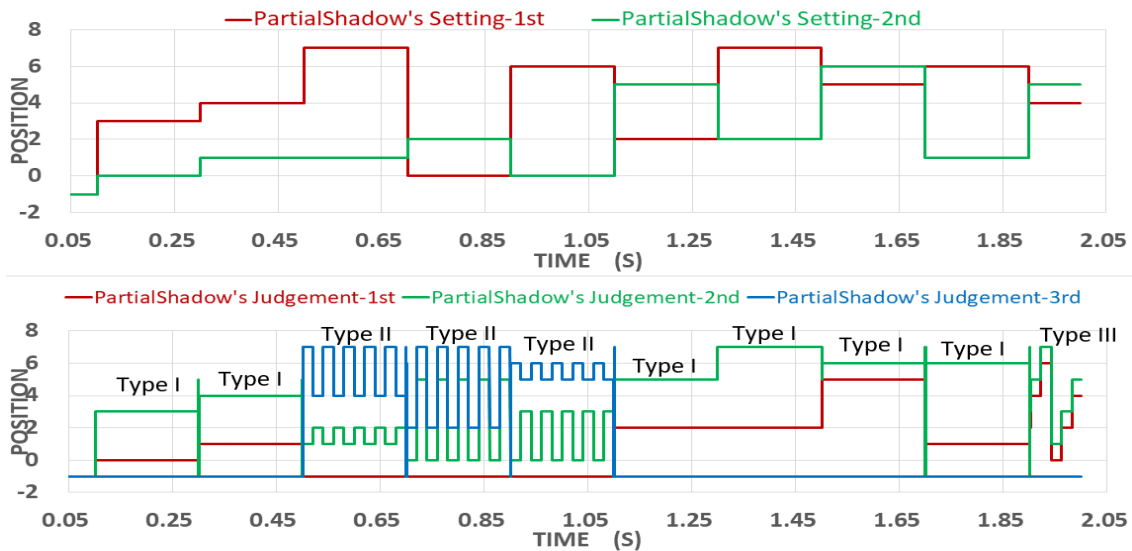 PartialShadow's Setting-1st PartialShadow's Setting-2nd
8
6
4
2
0
-2
POSITION
0.05 0.25 0.45 0.65 0.85 1.05 1.25 1.45 1.65 1.85 2.05
TIME (S)
PartialShadow's Judgement-1st PartialShadow's Judgement-2nd PartialShadow's Judgement-3rd
Type I Type I Type II Type II Type II Type I Type I Type I Type I Type III
8
6
4
2
0
-2
POSITION
0.05 0.25 0.45 0.65 0.85 1.05 1.25 1.45 1.65 1.85 2.05
TIME (S)